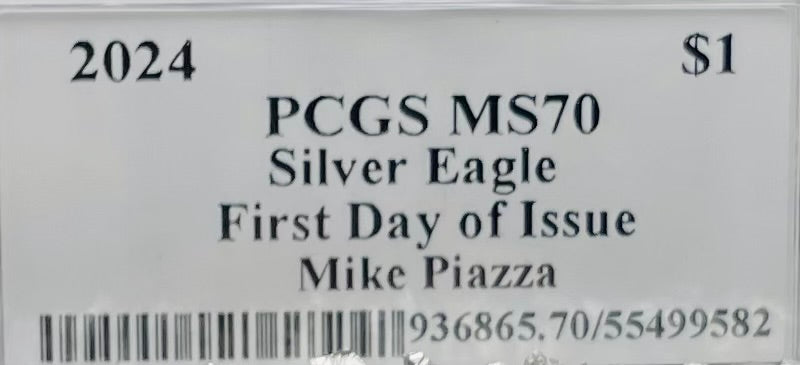 2024 $1
PCGS MS70
Silver Eagle
First Day of Issue
Mike Piazza
936865.70/55499582